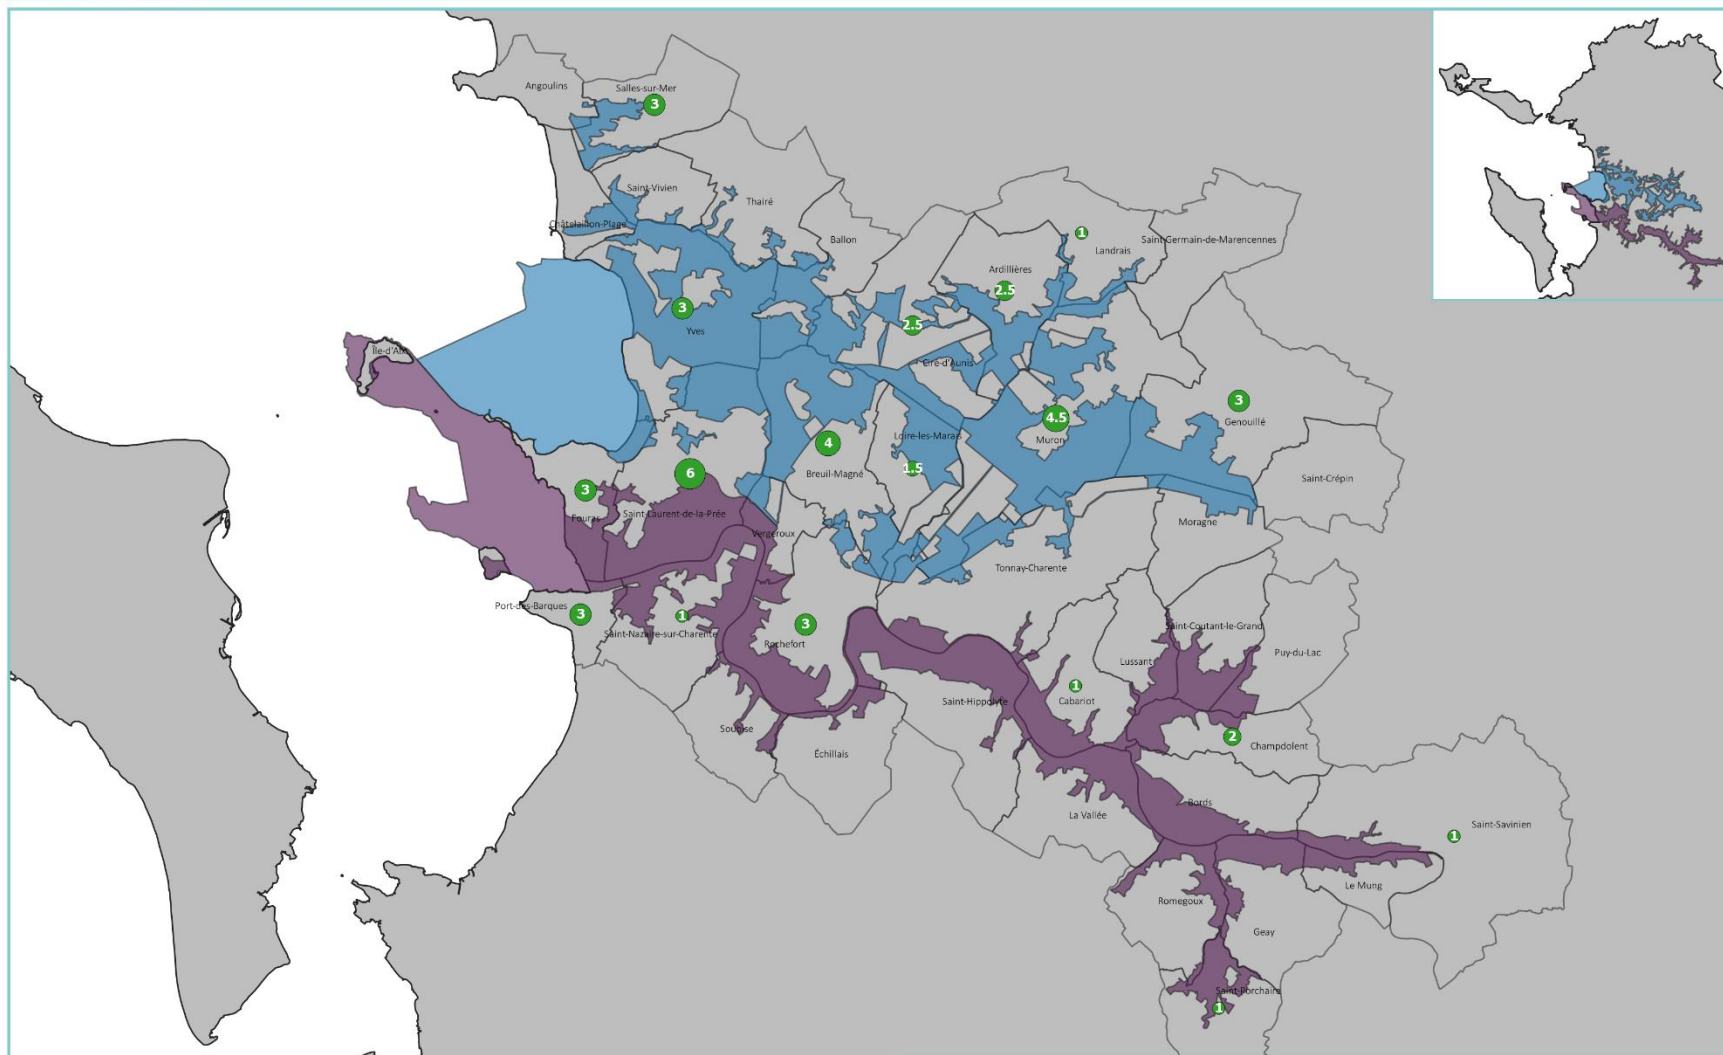 Angoulins
Salles-sur-Mer
3
Saint-Vivien
Thairé
Châtelaillon-Plage
Ballon
1
Landrais
Saint-Germain-de-Marencennes
Ardillières
2.5
3
Yves
2.5
Île-d'Aix
Ciré-d'Aunis
3
Genouillé
4.5
Muron
4
Breuil-Magné
Loire-les-Marais
1.5
6
Saint-Laurent-de-la-Prée
3
Fouras
Saint-Crépin
Moragne
Vergeroux
Tonnay-Charente
Port-des-Barques
3
1
Saint-Nazaire-sur-Charente
3
Rochefort
Saint-Coutant-le-Grand
Puy-du-Lac
Lussant
1
Cabariot
Saint-Hippolyte
Soubise
Échillais
2
Champdolent
Bords
La Vallée
Saint-Savinien
1
Le Mung
Romegoux
Geay
Saint-Porchaire
1